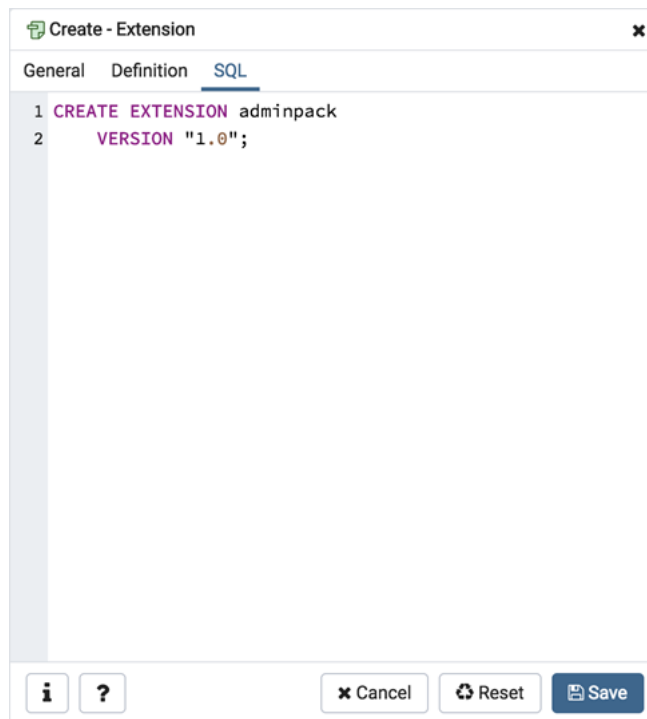 Create - Extension
General Definition SQL
1 CREATE EXTENSION adminpack
2     VERSION "1.0";
i ? Cancel Reset Save